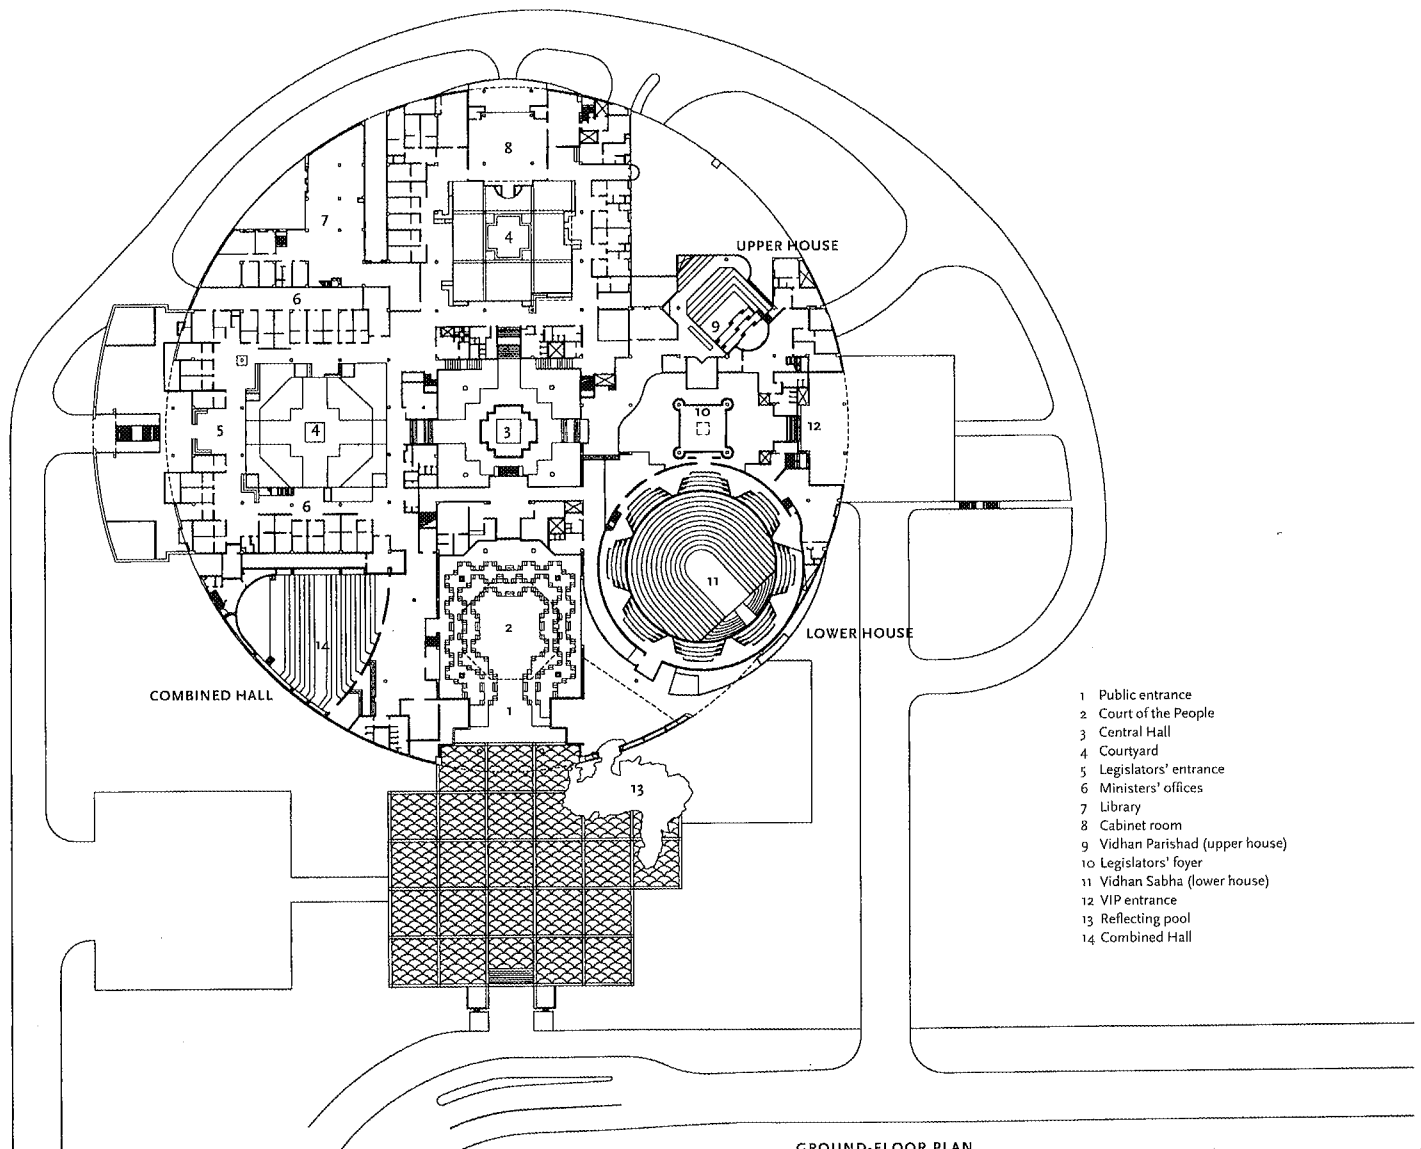 8
7
4
UPPER HOUSE
6
9
10
5
4
3
12
6
11
2
LOWER HOUSE
14
COMBINED HALL
1
13
1 Public entrance
2 Court of the People
3 Central Hall
4 Courtyard
5 Legislators' entrance
6 Ministers' offices
7 Library
8 Cabinet room
9 Vidhan Parishad (upper house)
10 Legislators' foyer
11 Vidhan Sabha (lower house)
12 VIP entrance
13 Reflecting pool
14 Combined Hall
GROUND-FLOOR PLAN